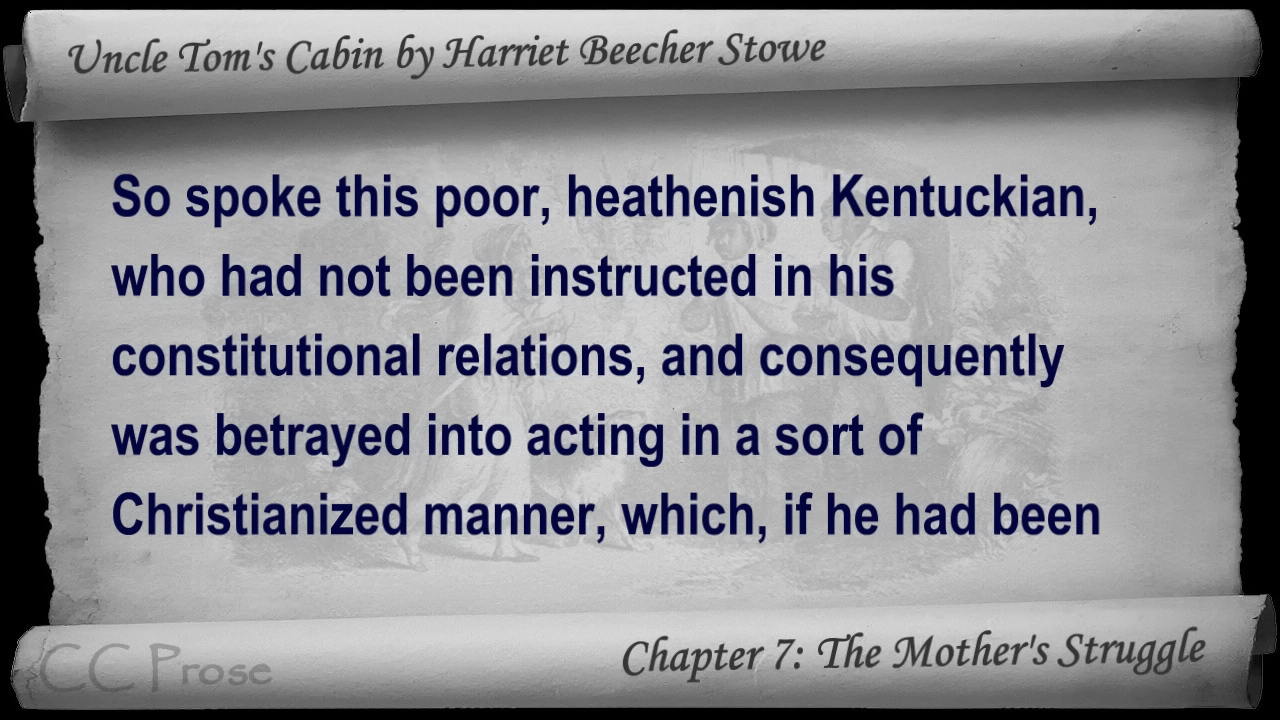 Uncle Tom's Cabin by Harriet Beecher Stowe
So spoke this poor, heathenish Kentuckian,
who had not been instructed in his
constitutional relations, and consequently
was betrayed into acting in a sort of
Christianized manner, which, if he had been
CC Prose
Chapter 7: The Mother's Struggle